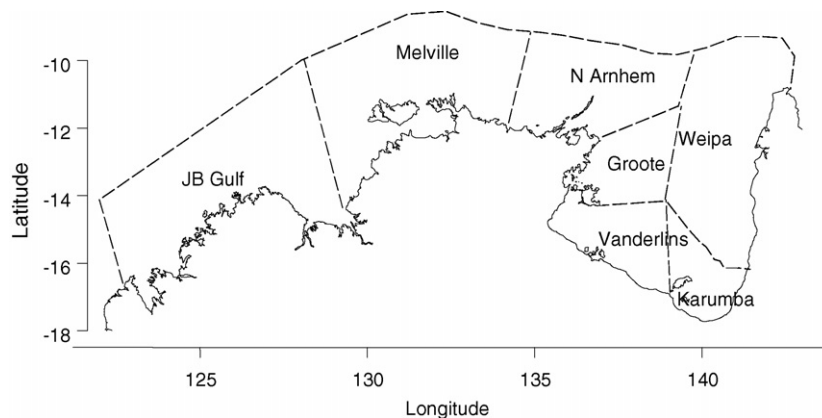 Melville
-10
N Arnhem
-12
Weipa
Groote
JB Gulf
-14
Latitude
Vanderlins
-16
Karumba
-18
125
130
135
140
Longitude